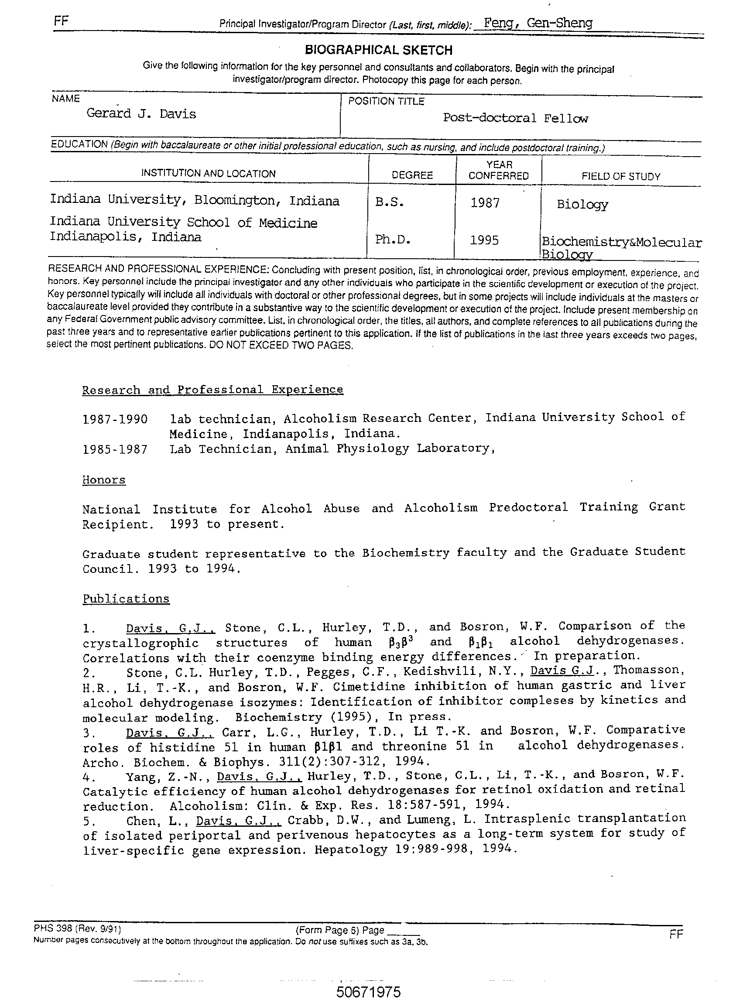 FF
Principal Investigator/Program Director (Last, first, middle): Feng, Gen-Sheng
BIOGRAPHICAL SKETCH
Give the following information for the key personnel and consultants and collaborators. Begin with the principal
investigator/program director. Photocopy this page for each person.
NAME
Gerard J. Davis
POSITION TITLE
Post-doctoral Fellow
EDUCATION (Begin with baccalaureate or other initial professional education, such as nursing, and include postdoctoral training.)
INSTITUTION AND LOCATION DEGREE YEAR CONFERRED FIELD OF STUDY
Indiana University, Bloomington, Indiana B.S. 1987 Biology
Indiana University School of Medicine
Indianapolis, Indiana Ph.D. 1995 Biochemistry&Molecular
Biology
RESEARCH AND PROFESSIONAL EXPERIENCE: Concluding with present position, list, in chronological order, previous employment, experience, and
honors. Key personnel include the principal investigator and any other individuals who participate in the scientific development or execution of the project.
Key personnel typically will include all individuals with doctoral or other professional degrees, but in some projects will include individuals at the masters or
baccalaureate level provided they contribute in a substantive way to the scientific development or execution of the project. Include present membership on
any Federal Government public advisory committee. List, in chronological order, the titles, all authors, and complete references to all publications during the
past three years and to representative earlier publications pertinent to this application. If the list of publications in the last three years exceeds two pages,
select the most pertinent publications. DO NOT EXCEED TWO PAGES.
Research and Professional Experience
1987-1990 lab technician, Alcoholism Research Center, Indiana University School of
Medicine, Indianapolis, Indiana.
1985-1987 Lab Technician, Animal Physiology Laboratory,
Honors
National Institute for Alcohol Abuse and Alcoholism Predoctoral Training Grant
Recipient. 1993 to present.
Graduate student representative to the Biochemistry faculty and the Graduate Student
Council. 1993 to 1994.
Publications
1. Davis, G.J., Stone, C.L., Hurley, T.D., and Bosron, W.F. Comparison of the
crystallogrophic structures of human β₃β³ and β₁β₁ alcohol dehydrogenases.
Correlations with their coenzyme binding energy differences. In preparation.
2. Stone, C.L. Hurley, T.D., Pegges, C.F., Kedishvili, N.Y., Davis G.J., Thomasson,
H.R., Li, T.-K., and Bosron, W.F. Cimetidine inhibition of human gastric and liver
alcohol dehydrogenase isozymes: Identification of inhibitor compleses by kinetics and
molecular modeling. Biochemistry (1995), In press.
3. Davis, G.J., Carr, L.G., Hurley, T.D., Li T.-K. and Bosron, W.F. Comparative
roles of histidine 51 in human β1β1 and threonine 51 in alcohol dehydrogenases.
Archo. Biochem. & Biophys. 311(2):307-312, 1994.
4. Yang, Z.-N., Davis, G.J., Hurley, T.D., Stone, C.L., Li, T.-K., and Bosron, W.F.
Catalytic efficiency of human alcohol dehydrogenases for retinol oxidation and retinal
reduction. Alcoholism: Clin. & Exp. Res. 18:587-591, 1994.
5. Chen, L., Davis, G.J., Crabb, D.W., and Lumeng, L. Intrasplenic transplantation
of isolated periportal and perivenous hepatocytes as a long-term system for study of
liver-specific gene expression. Hepatology 19:989-998, 1994.
PHS 398 (Rev. 9/91) (Form Page 6) Page ______ FF
Number pages consecutively at the bottom throughout the application. Do not use suffixes such as 3a, 3b.
50671975